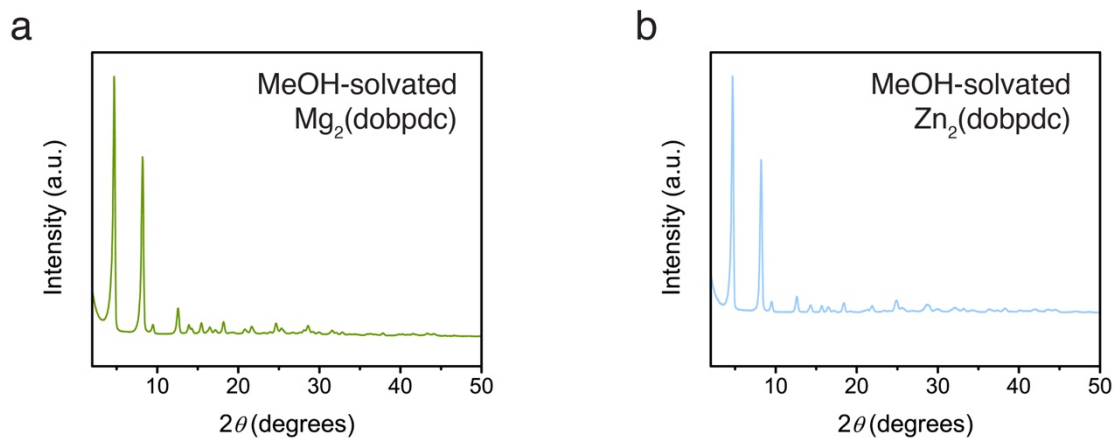 a
MeOH-solvated
Mg2(dobpdc)
Intensity (a.u.)
10
20
30
40
50
2θ (degrees)
b
MeOH-solvated
Zn2(dobpdc)
Intensity (a.u.)
10
20
30
40
50
2θ (degrees)